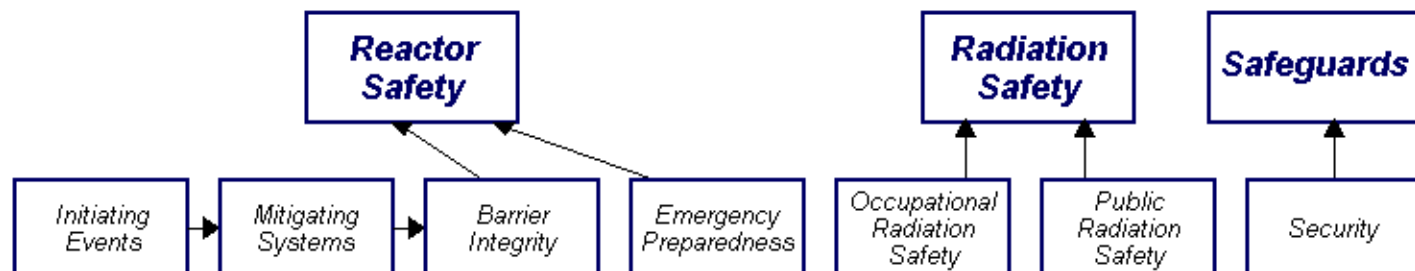 Reactor
Safety
Radiation
Safety
Safeguards
Initiating
Events
Mitigating
Systems
Barrier
Integrity
Emergency
Preparedness
Occupational
Radiation
Safety
Public
Radiation
Safety
Security